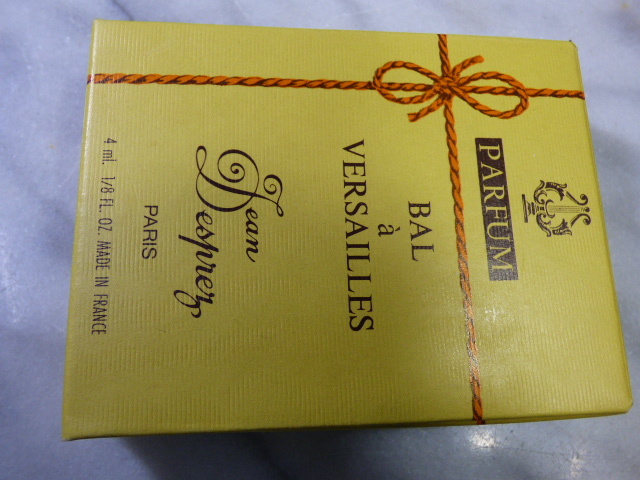 PARFUM
BAL
à
VERSAILLES
Jean
Desprez
PARIS
4 ml. 1/8 FL. OZ. MADE IN FRANCE